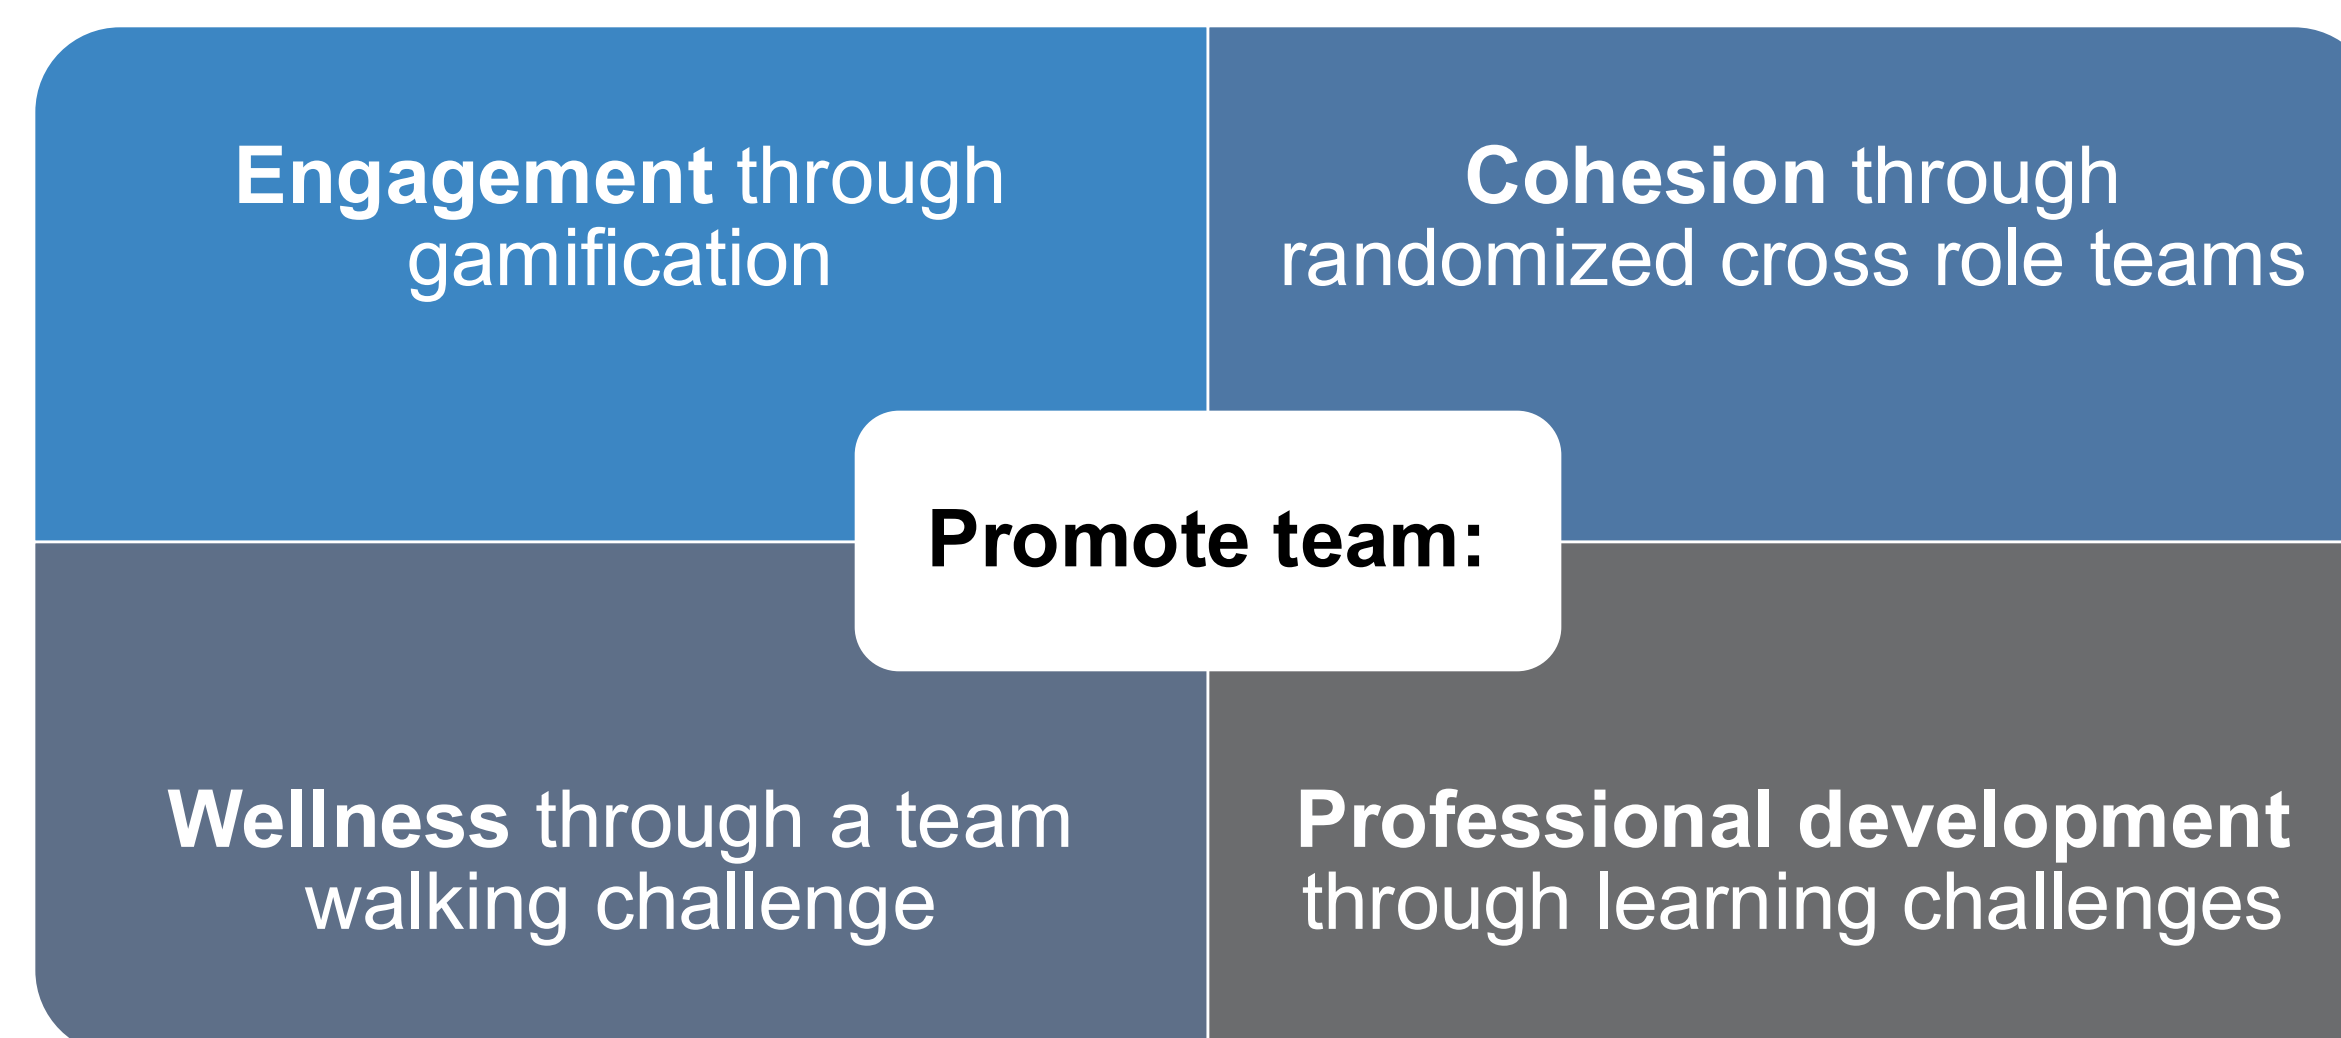 Engagement through
gamification
Cohesion through
randomized cross role teams
Promote team:
Wellness through a team
walking challenge
Professional development
through learning challenges